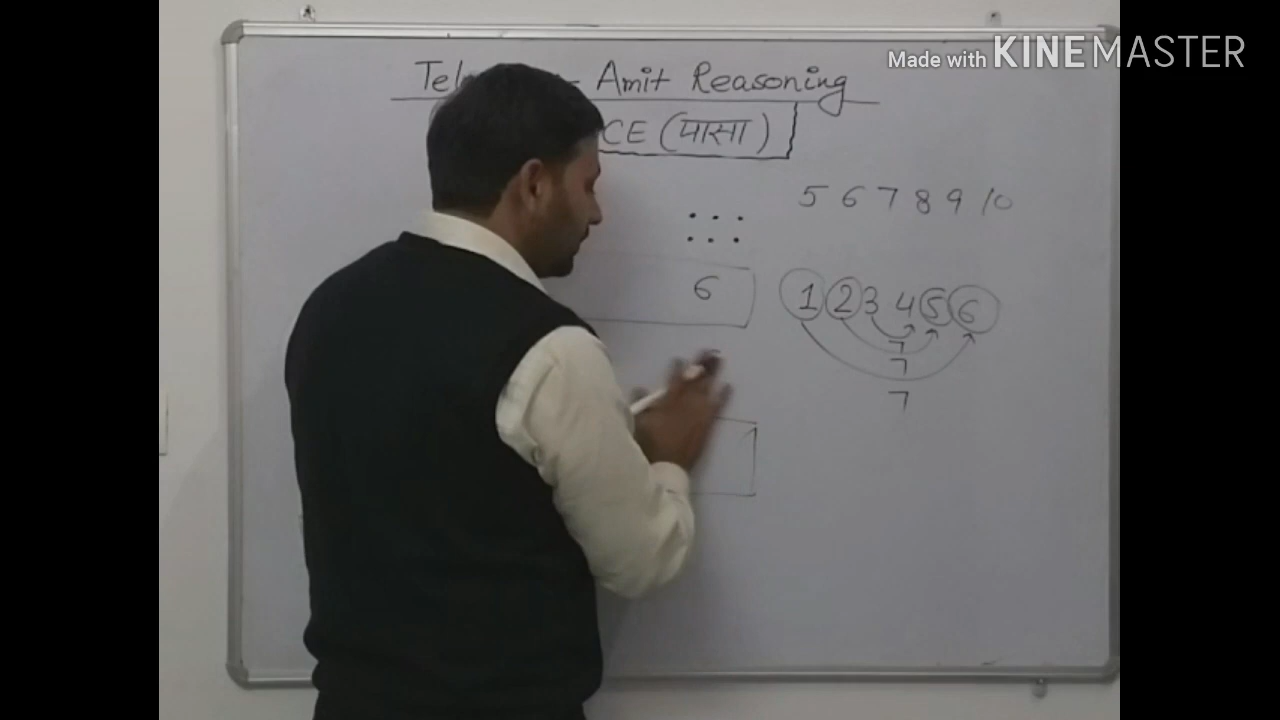 Made with KINEMASTER
Amit Reasoning
(पासा)
5 6 7 8 9 10
6
1 2 3 4 5 6
7
7
7